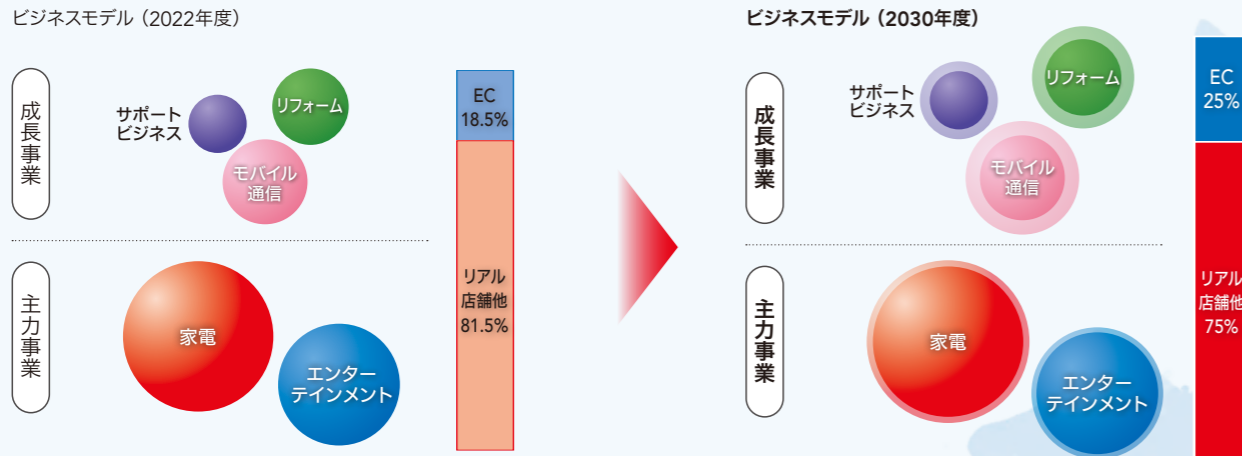 ビジネスモデル（2022年度）
成長事業
サポート
ビジネス
リフォーム
モバイル
通信
主力事業
家電
エンター
テインメント
EC
18.5%
リアル
店舗他
81.5%
ビジネスモデル（2030年度）
成長事業
サポート
ビジネス
リフォーム
モバイル
通信
主力事業
家電
エンター
テインメント
EC
25%
リアル
店舗他
75%